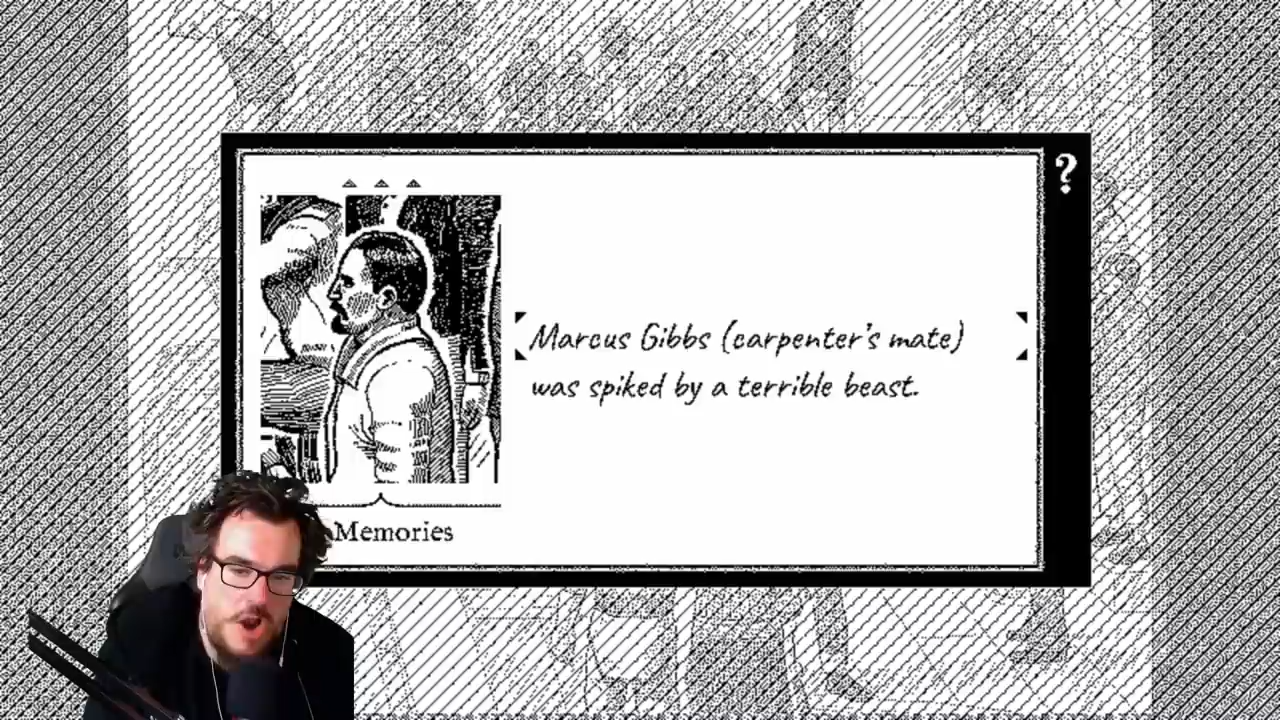 ?
Marcus Gibbs (carpenter's mate)
was spiked by a terrible beast.
Memories